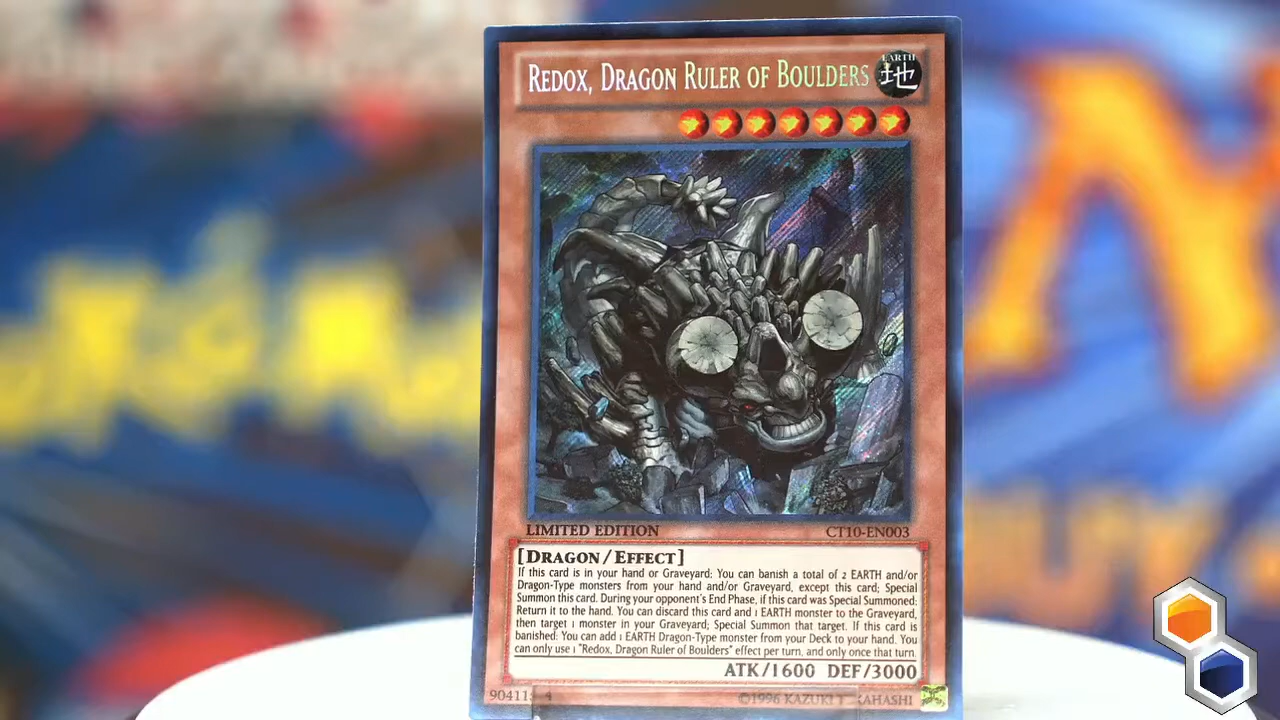 REDOX, DRAGON RULER OF BOULDERS
EARTH
地
LIMITED EDITION CT10-EN003
[DRAGON/EFFECT]
If this card is in your hand or Graveyard: You can banish a total of 2 EARTH and/or
Dragon-Type monsters from your hand and/or Graveyard, except this card; Special
Summon this card. During your opponent's End Phase, if this card was Special Summoned:
Return it to the hand. You can discard this card and 1 EARTH monster to the Graveyard,
then target 1 monster in your Graveyard; Special Summon that target. If this card is
banished: You can add 1 EARTH Dragon-Type monster from your Deck to your hand. You
can only use 1 "Redox, Dragon Ruler of Boulders" effect per turn, and only once that turn.
ATK/1600 DEF/3000
©1996 KAZUKI